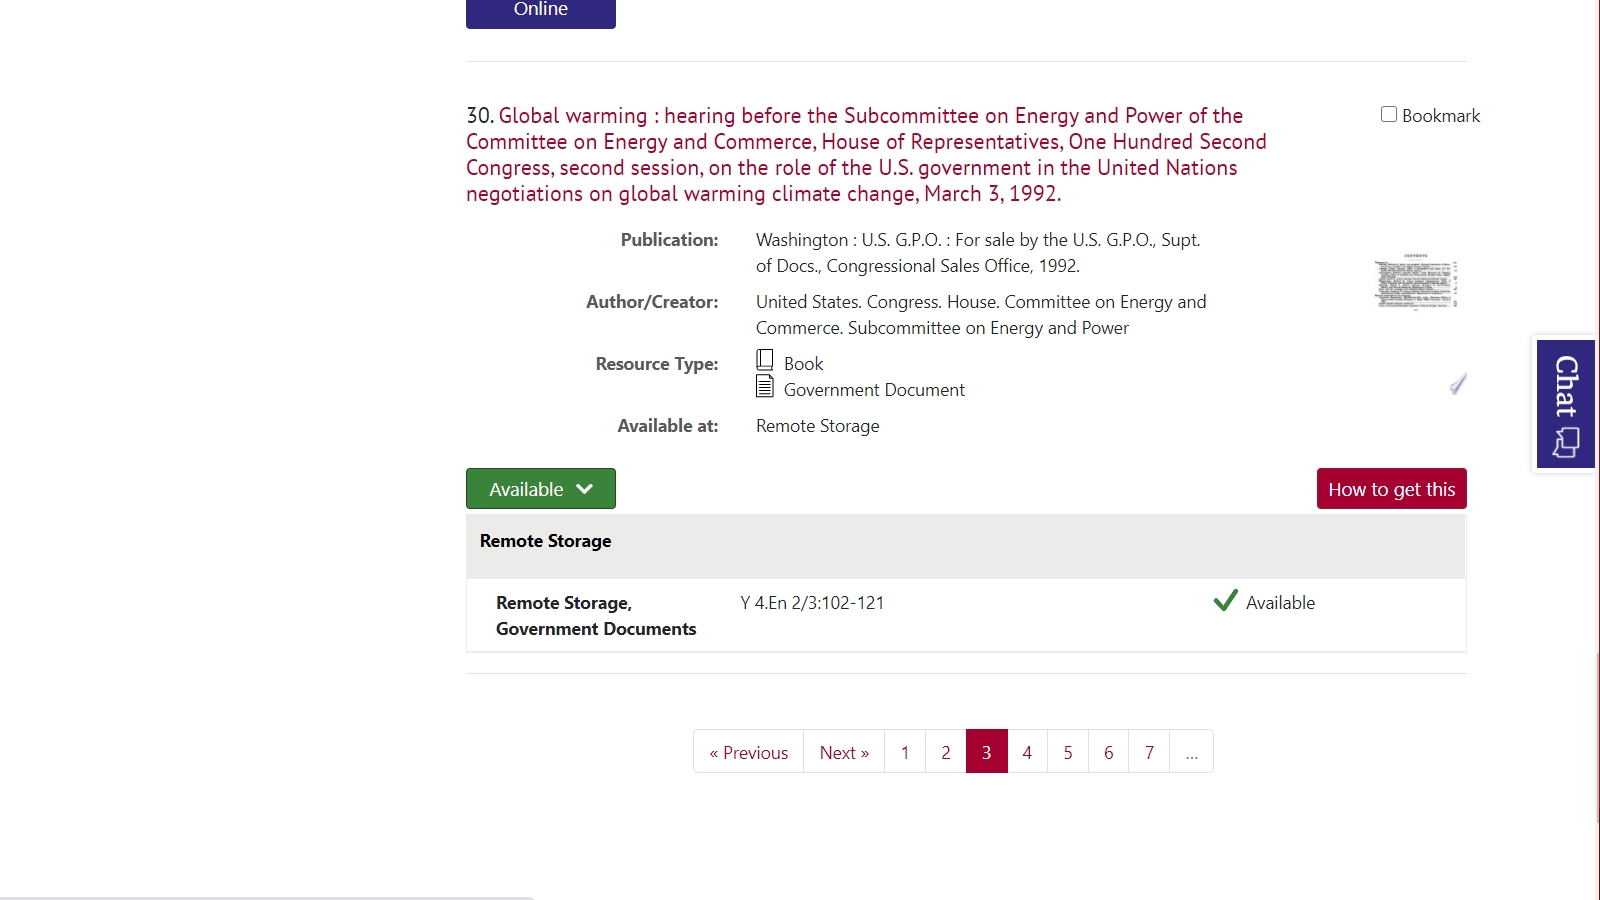 Online
30. Global warming : hearing before the Subcommittee on Energy and Power of the
Committee on Energy and Commerce, House of Representatives, One Hundred Second
Congress, second session, on the role of the U.S. government in the United Nations
negotiations on global warming climate change, March 3, 1992.
Bookmark
Publication: Washington : U.S. G.P.O. : For sale by the U.S. G.P.O., Supt.
of Docs., Congressional Sales Office, 1992.
Author/Creator: United States. Congress. House. Committee on Energy and
Commerce. Subcommittee on Energy and Power
Resource Type: Book
Government Document
Available at: Remote Storage
Chat
Available
How to get this
Remote Storage
Remote Storage, Y 4.En 2/3:102-121 Available
Government Documents
« Previous Next » 1 2 3 4 5 6 7 ...